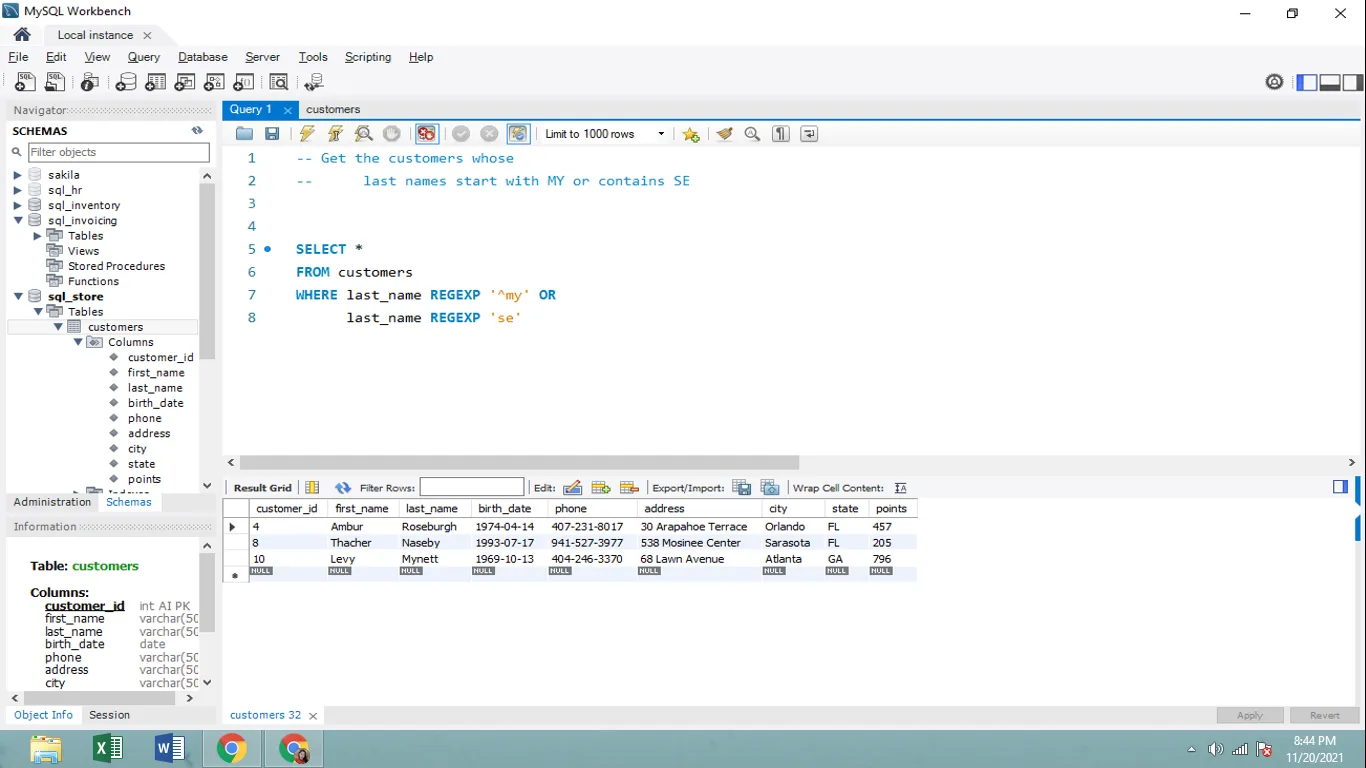 MySQL Workbench
Local instance
File Edit View Query Database Server Tools Scripting Help
Navigator
SCHEMAS
Filter objects
sakila
sql_hr
sql_inventory
sql_invoicing
Tables
Views
Stored Procedures
Functions
sql_store
Tables
customers
Columns
customer_id
first_name
last_name
birth_date
phone
address
city
state
points
Administration Schemas
Information
Table: customers
Columns:
customer_id int AI PK
first_name varchar(50
last_name varchar(50
birth_date date
phone varchar(50
address varchar(50
city varchar(50
Object Info Session
Query 1 customers
Limit to 1000 rows
1 -- Get the customers whose
2 -- last names start with MY or contains SE
3
4
5 SELECT *
6 FROM customers
7 WHERE last_name REGEXP '^my' OR
8 last_name REGEXP 'se'
Result Grid Filter Rows: Edit: Export/Import: Wrap Cell Content:
customer_id first_name last_name birth_date phone address city state points
4 Ambur Roseburgh 1974-04-14 407-231-8017 30 Arapahoe Terrace Orlando FL 457
8 Thacher Naseby 1993-07-17 941-527-3977 538 Mosinee Center Sarasota FL 205
10 Levy Mynett 1969-10-13 404-246-3370 68 Lawn Avenue Atlanta GA 796
NULL NULL NULL NULL NULL NULL NULL NULL NULL
customers 32
Apply Revert
8:44 PM
11/20/2021